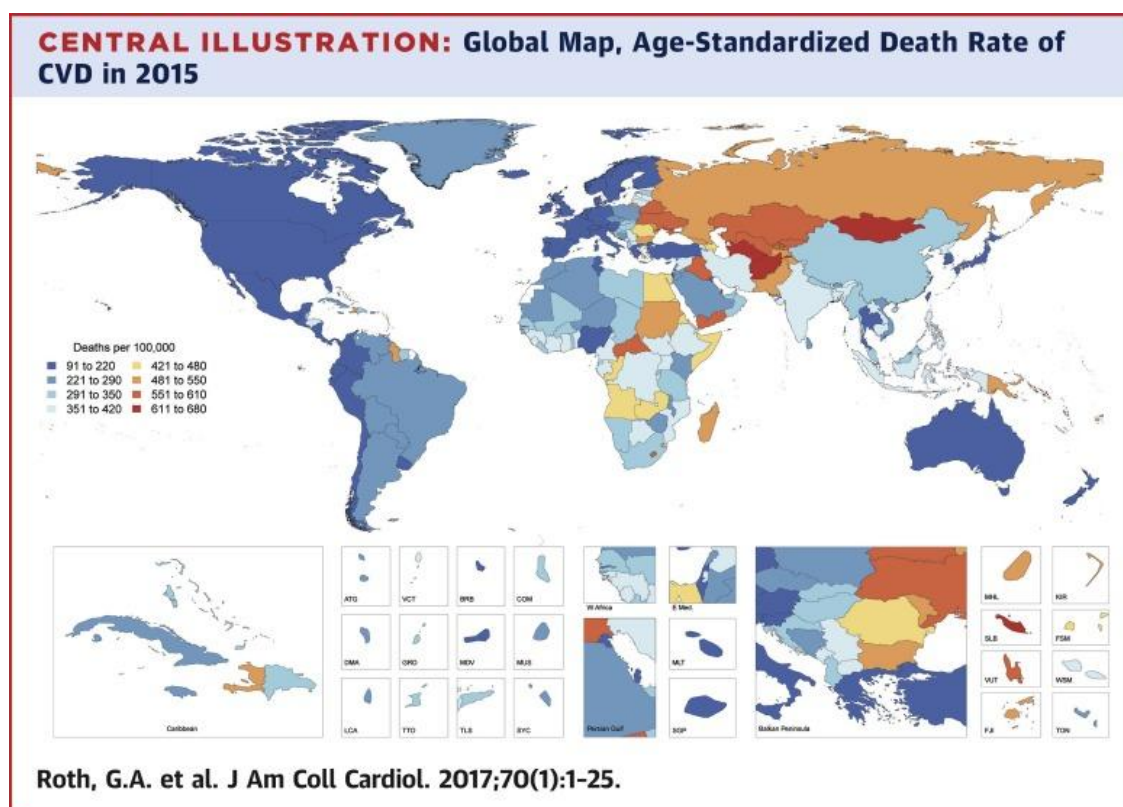 CENTRAL ILLUSTRATION: Global Map, Age-Standardized Death Rate of
CVD in 2015
Deaths per 100,000
91 to 220
421 to 480
221 to 290
481 to 550
291 to 350
551 to 610
351 to 420
611 to 680
Caribbean
ATG
VCT
BRB
COM
DMA
GRD
MDV
MUS
LCA
TTO
TLS
SYC
W Africa
E Med.
Persian Gulf
MLT
SGP
Balkan Peninsula
MHL
KIR
SLB
FSM
VUT
WSM
FJI
TON
Roth, G.A. et al. J Am Coll Cardiol. 2017;70(1):1-25.